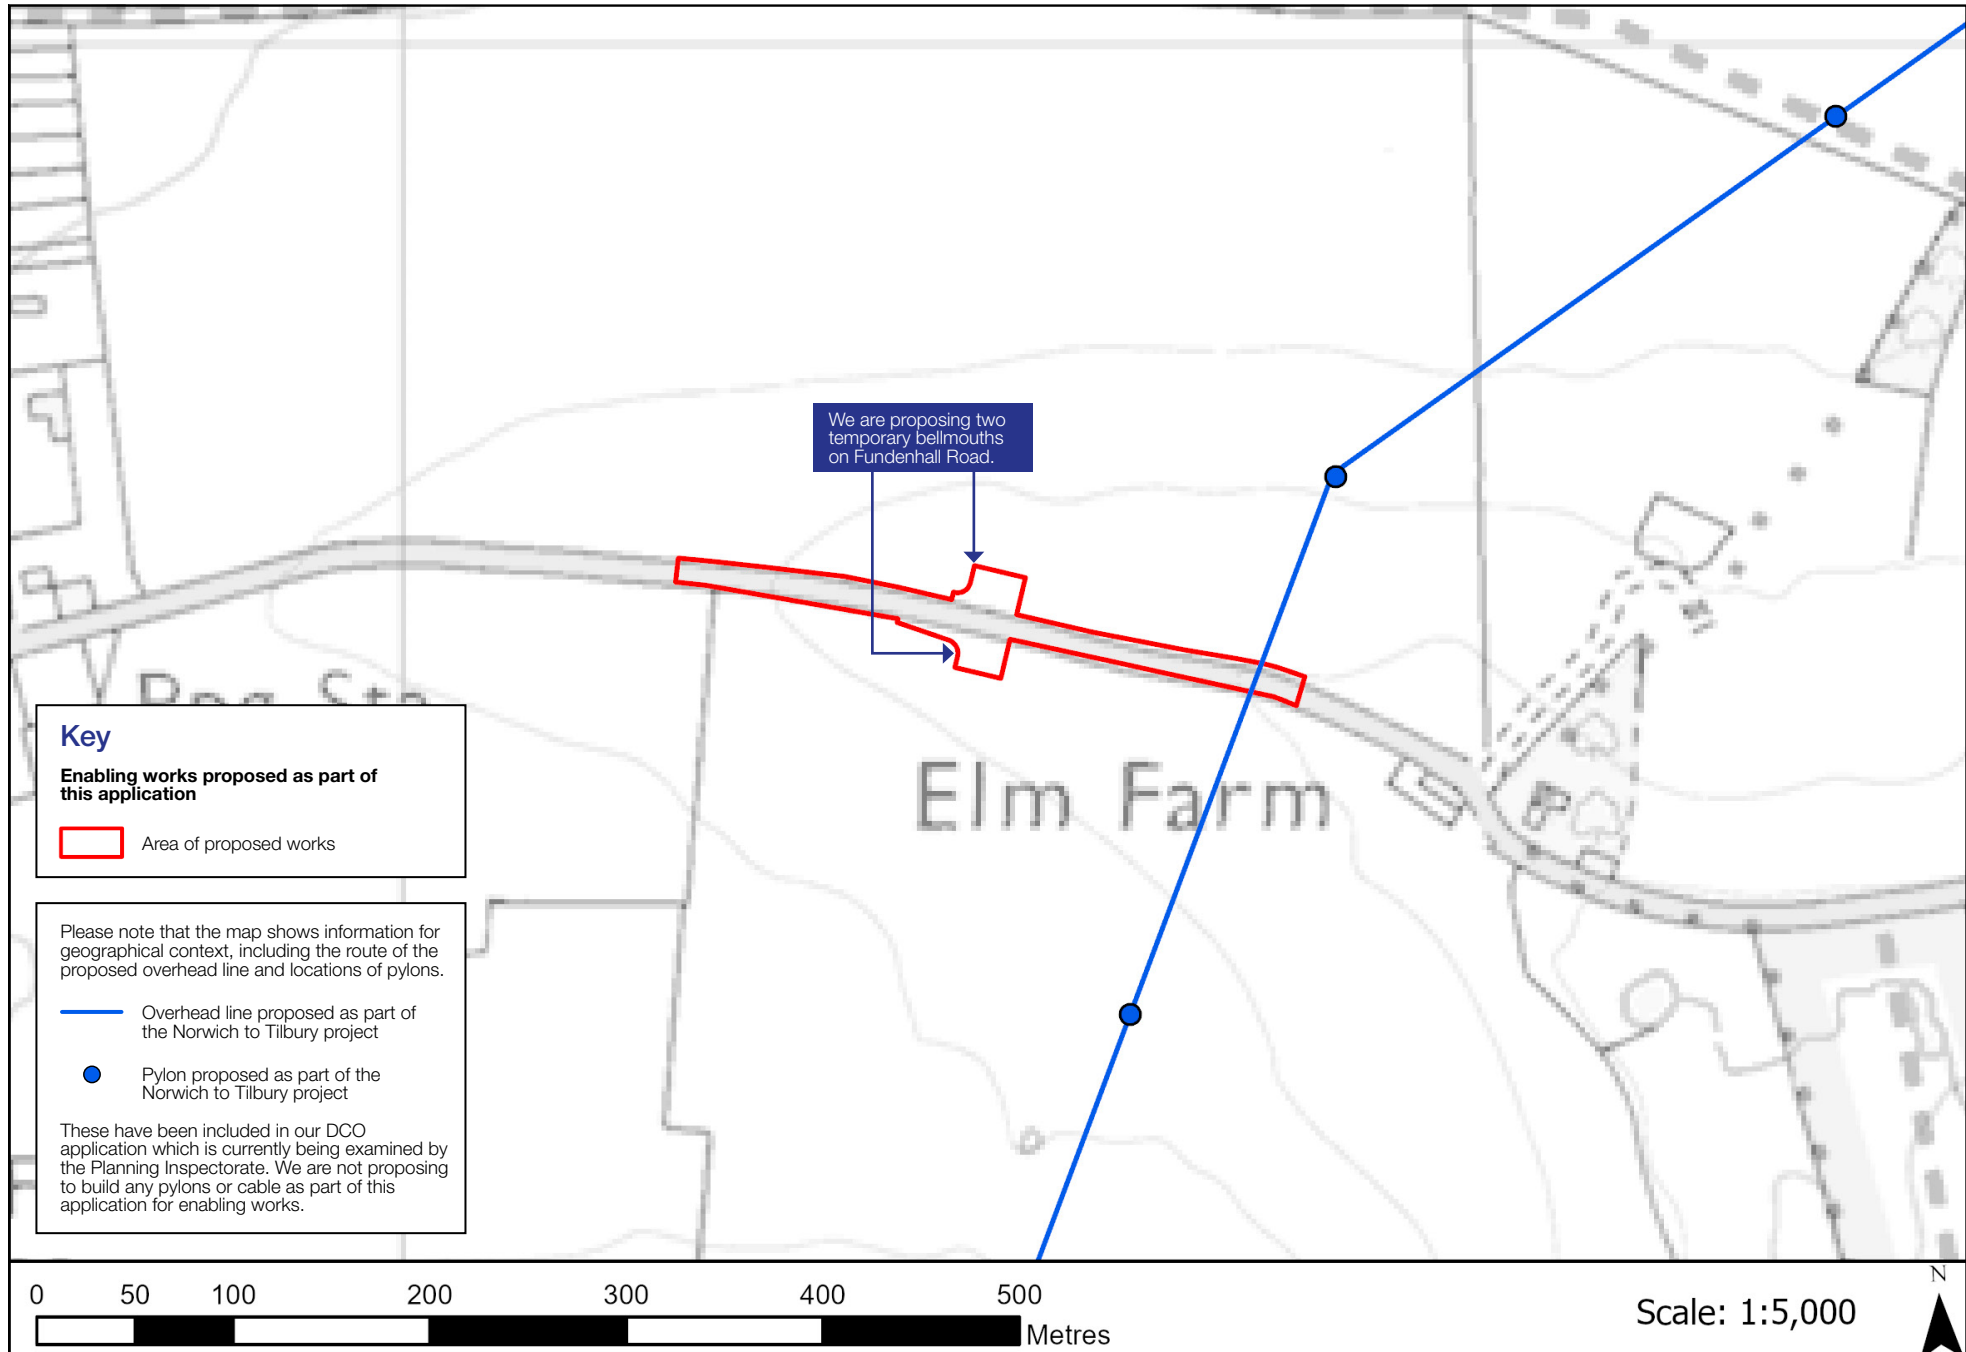 We are proposing two
temporary bellmouths
on Fundenhall Road.
Elm Farm
Key
Enabling works proposed as part of
this application
Area of proposed works
Please note that the map shows information for
geographical context, including the route of the
proposed overhead line and locations of pylons.
Overhead line proposed as part of
the Norwich to Tilbury project
Pylon proposed as part of the
Norwich to Tilbury project
These have been included in our DCO
application which is currently being examined by
the Planning Inspectorate. We are not proposing
to build any pylons or cable as part of this
application for enabling works.
0 50 100 200 300 400 500
Metres
Scale: 1:5,000
N